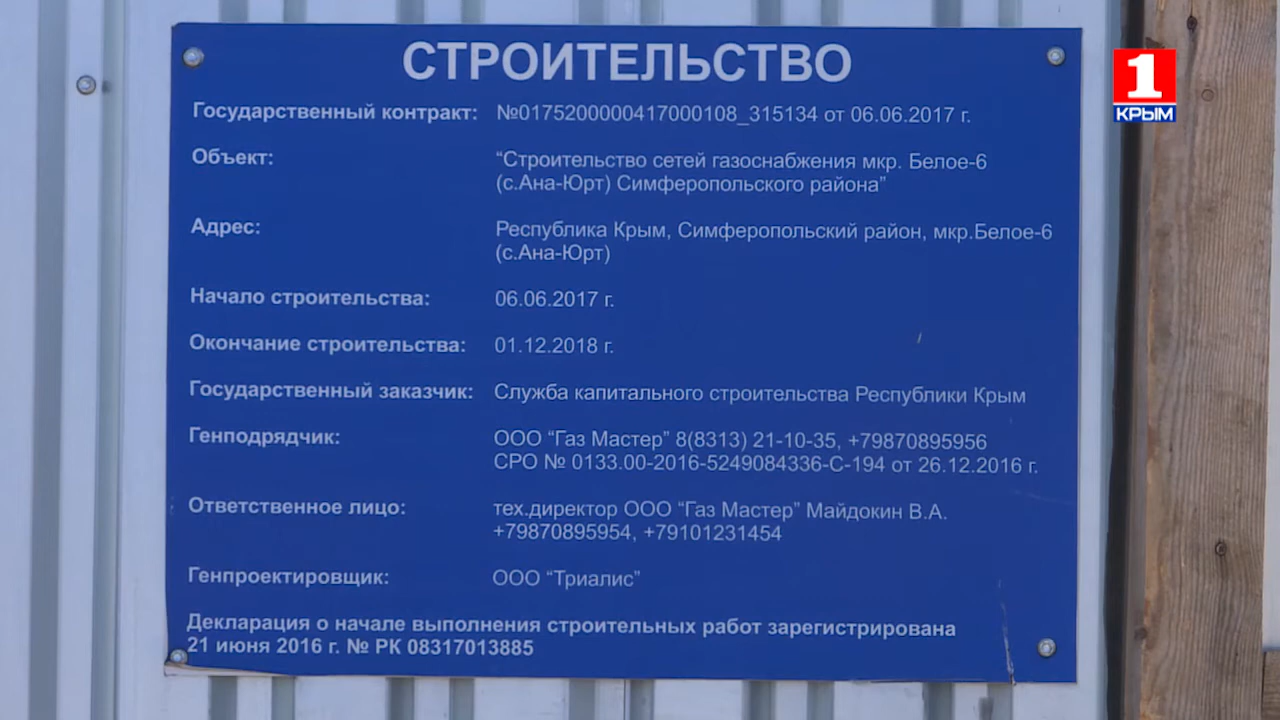 СТРОИТЕЛЬСТВО
Государственный контракт: №0175200000417000108_315134 от 06.06.2017 г.
Объект: “Строительство сетей газоснабжения мкр. Белое-6
(с.Ана-Юрт) Симферопольского района”
Адрес: Республика Крым, Симферопольский район, мкр.Белое-6
(с.Ана-Юрт)
Начало строительства: 06.06.2017 г.
Окончание строительства: 01.12.2018 г.
Государственный заказчик: Служба капитального строительства Республики Крым
Генподрядчик: ООО “Газ Мастер” 8(8313) 21-10-35, +79870895956
СРО № 0133.00-2016-5249084336-С-194 от 26.12.2016 г.
Ответственное лицо: тех.директор ООО “Газ Мастер” Майдокин В.А.
+79870895954, +79101231454
Генпроектировщик: ООО “Триалис”
Декларация о начале выполнения строительных работ зарегистрирована
21 июня 2016 г. № РК 08317013885
1
КРЫМ